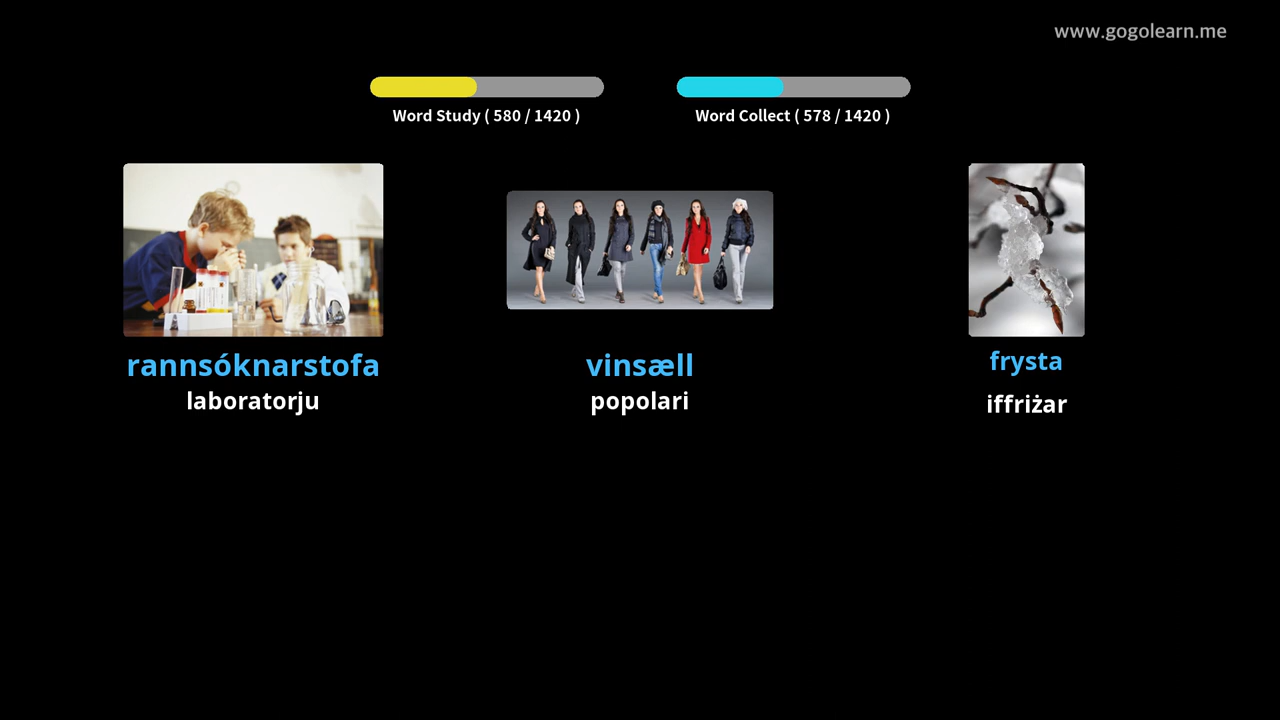 www.gogolearn.me
Word Study ( 580 / 1420 )
Word Collect ( 578 / 1420 )
rannsóknarstofa
laboratorju
vinsæll
popolari
frysta
iffriżar